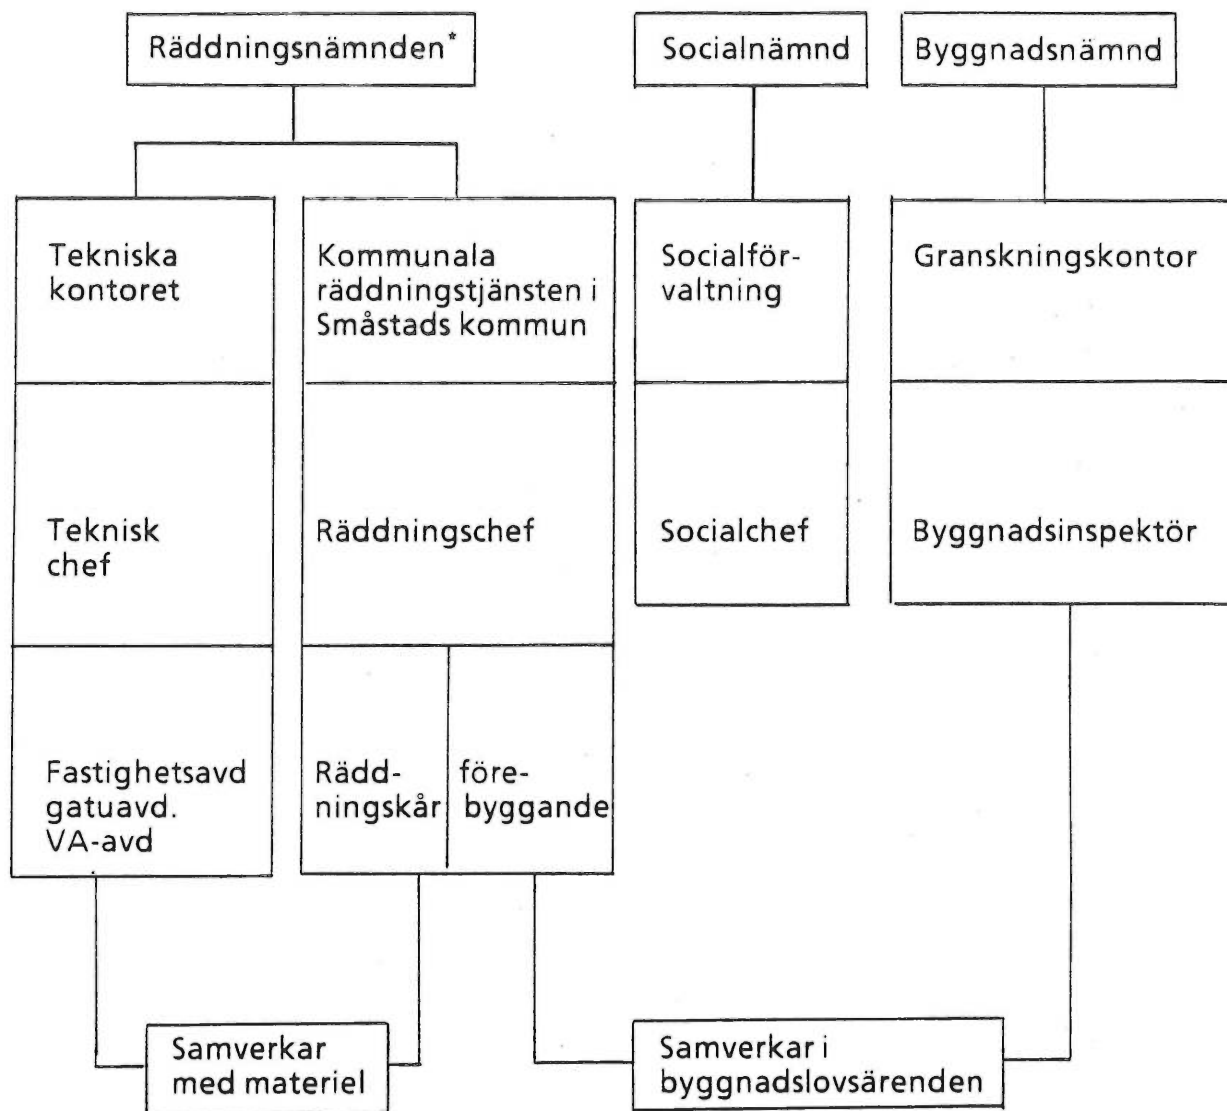 Räddningsnämnden*
Socialnämnd
Byggnadsnämnd
Tekniska
kontoret
Kommunala
räddningstjänsten i
Småstads kommun
Socialför-
valtning
Granskningskontor
Teknisk
chef
Räddningschef
Socialchef
Byggnadsinspektör
Fastighetsavd
gatuavd.
VA-avd
Rädd-
ningskår
före-
byggande
Samverkar
med materiel
Samverkar i
byggnadslovsärenden